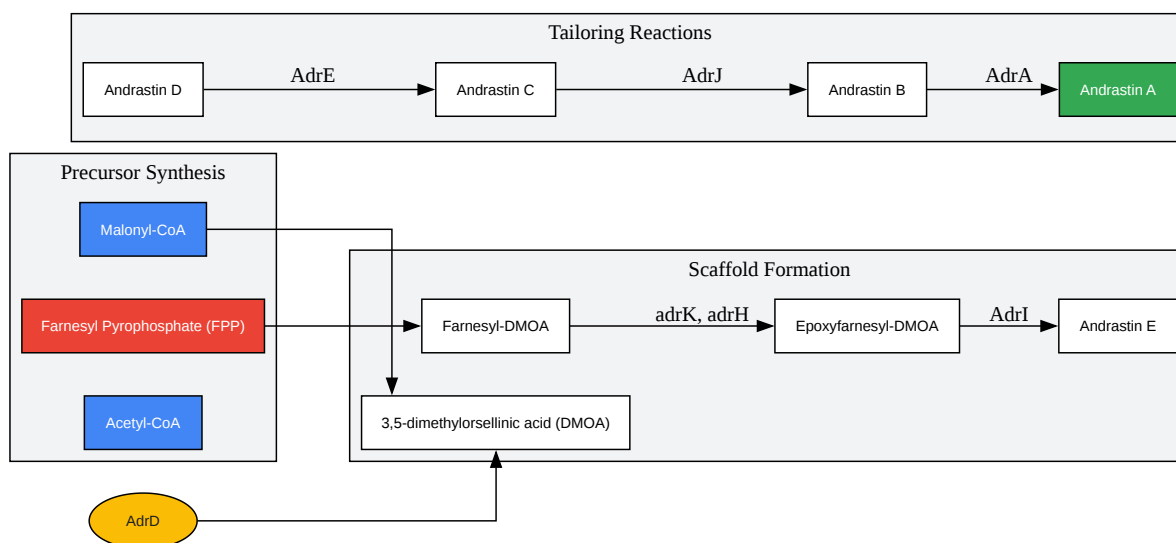 Tailoring Reactions
Andrastin D
AdrE
Andrastin C
AdrJ
Andrastin B
AdrA
Andrastin A
Precursor Synthesis
Malonyl-CoA
Farnesyl Pyrophosphate (FPP)
Acetyl-CoA
Scaffold Formation
Farnesyl-DMOA
adrK, adrH
Epoxyfarnesyl-DMOA
AdrI
Andrastin E
3,5-dimethylorsellinic acid (DMOA)
AdrD